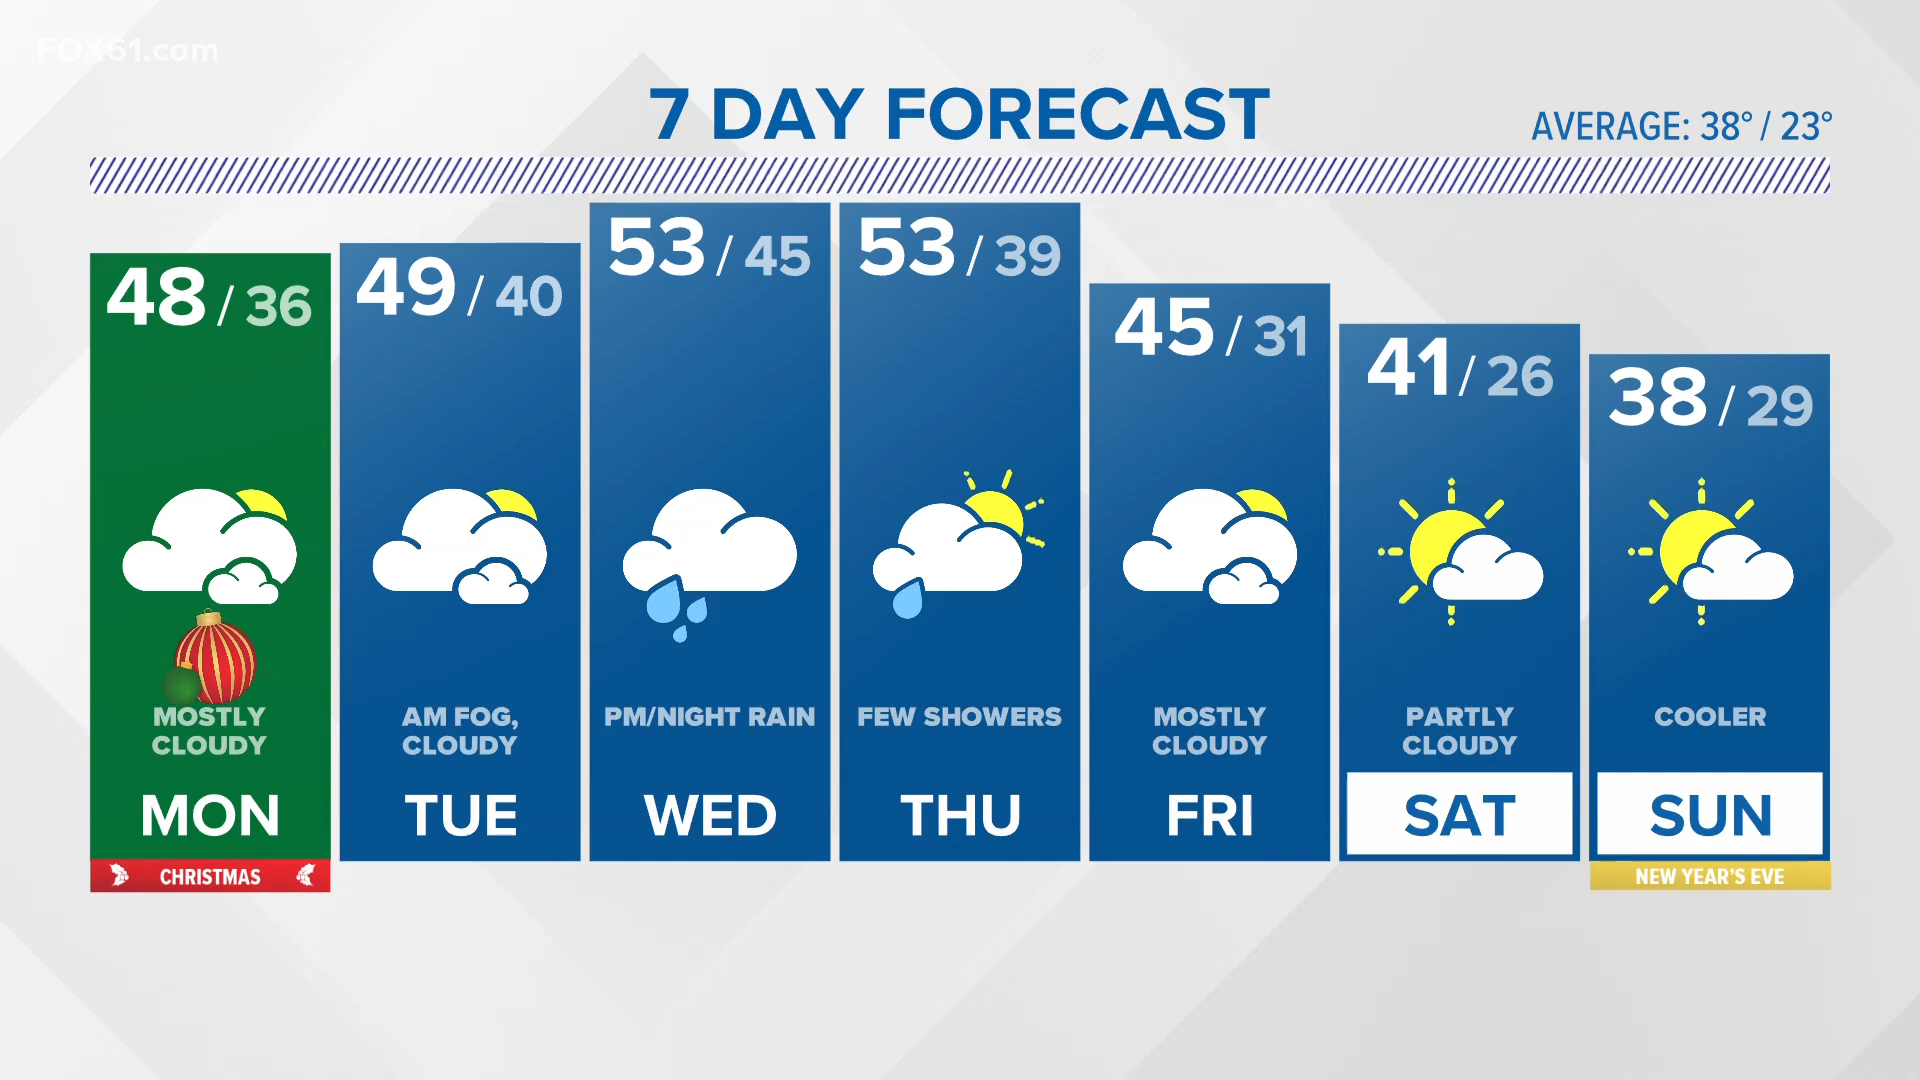 FOX61.com
7 DAY FORECAST
AVERAGE: 38° / 23°
48 / 36
MOSTLY
CLOUDY
MON
CHRISTMAS
49 / 40
AM FOG,
CLOUDY
TUE
53 / 45
PM/NIGHT RAIN
WED
53 / 39
FEW SHOWERS
THU
45 / 31
MOSTLY
CLOUDY
FRI
41 / 26
PARTLY
CLOUDY
SAT
38 / 29
COOLER
SUN
NEW YEAR'S EVE